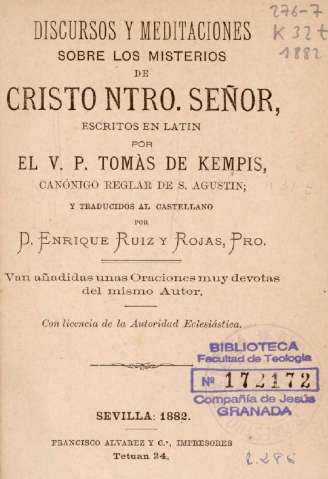 276-7
K 32 t
1882
DISCURSOS Y MEDITACIONES
SOBRE LOS MISTERIOS
DE
CRISTO NTRO. SEÑOR,
ESCRITOS EN LATIN
POR
EL V. P. TOMÀS DE KEMPIS,
CANÓNIGO REGLAR DE S. AGUSTIN;
Y TRADUCIDOS AL CASTELLANO
POR
D. ENRIQUE RUIZ Y ROJAS, PRO.
Van añadidas unas Oraciones muy devotas
del mismo Autor.
Con licencia de la Autoridad Eclesiástica.
BIBLIOTECA
Facultad de Teología
Nº 172172
Compañía de Jesús
GRANADA
SEVILLA: 1882.
FRANCISCO ALVAREZ Y C.ª, IMPRESORES
Tetuan 24.